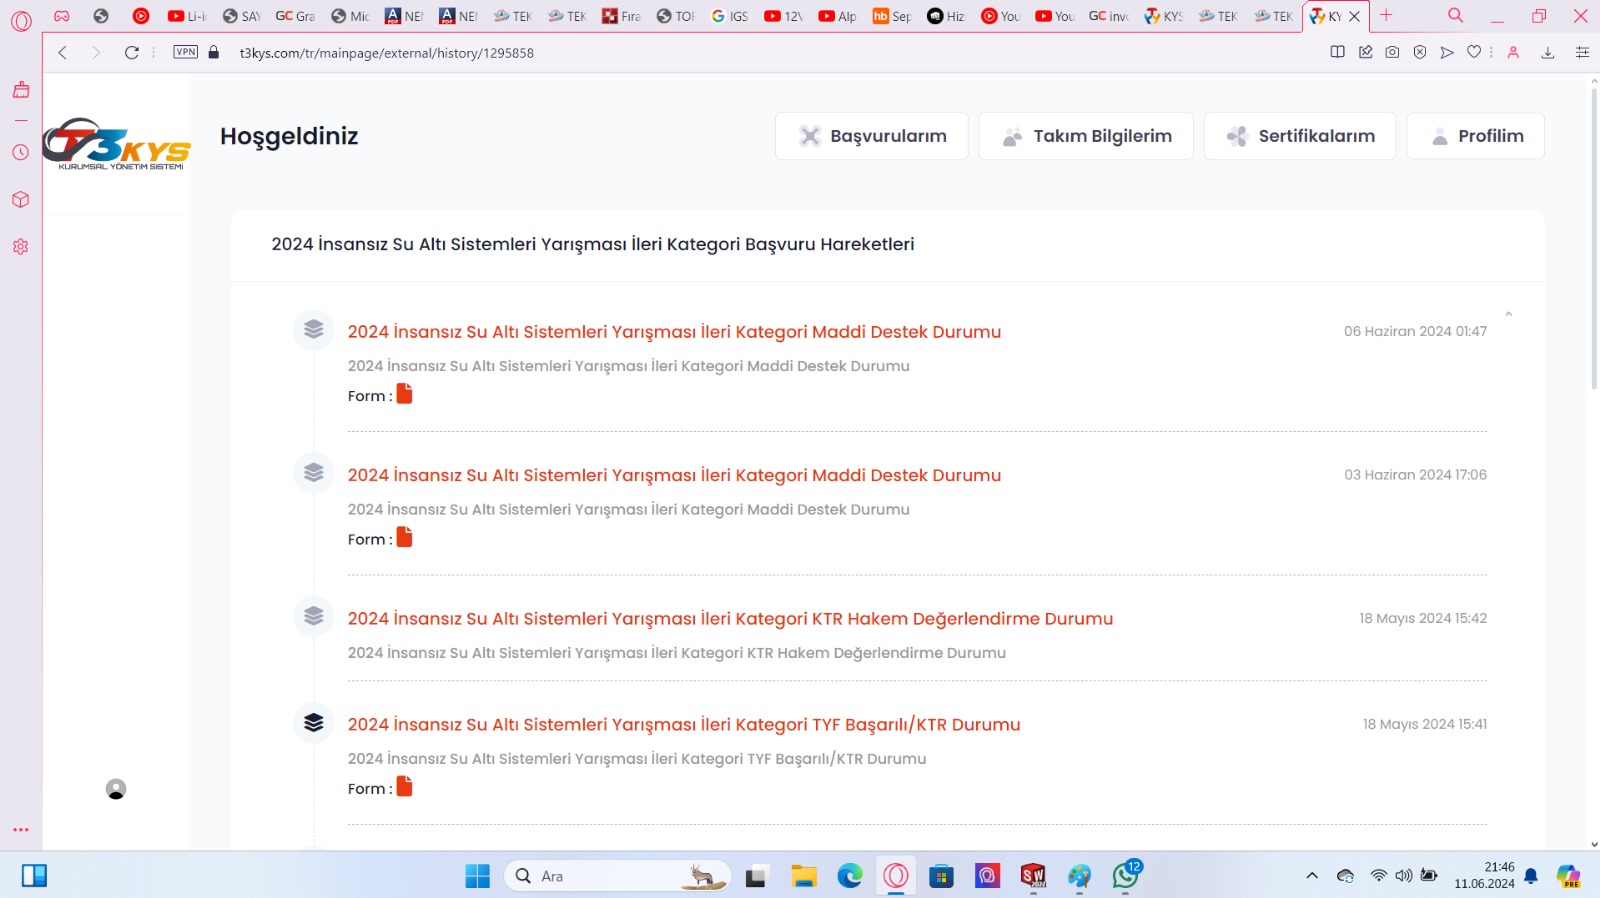 Li-i
SAY
GC Gra
Mic
NEM
TEK
TEK
Fıra
TOF
IGS
12V
Alp
hb Sep
Hiz
You
You
GC inv
KYS
TEK
TEK
KY
VPN
t3kys.com/tr/mainpage/external/history/1295858
T3KYS
KURUMSAL YÖNETİM SİSTEMİ
Hoşgeldiniz
Başvurularım
Takım Bilgilerim
Sertifikalarım
Profilim
2024 İnsansız Su Altı Sistemleri Yarışması İleri Kategori Başvuru Hareketleri
2024 İnsansız Su Altı Sistemleri Yarışması İleri Kategori Maddi Destek Durumu
06 Haziran 2024 01:47
2024 İnsansız Su Altı Sistemleri Yarışması İleri Kategori Maddi Destek Durumu
Form :
2024 İnsansız Su Altı Sistemleri Yarışması İleri Kategori Maddi Destek Durumu
03 Haziran 2024 17:06
2024 İnsansız Su Altı Sistemleri Yarışması İleri Kategori Maddi Destek Durumu
Form :
2024 İnsansız Su Altı Sistemleri Yarışması İleri Kategori KTR Hakem Değerlendirme Durumu
18 Mayıs 2024 15:42
2024 İnsansız Su Altı Sistemleri Yarışması İleri Kategori KTR Hakem Değerlendirme Durumu
2024 İnsansız Su Altı Sistemleri Yarışması İleri Kategori TYF Başarılı/KTR Durumu
18 Mayıs 2024 15:41
2024 İnsansız Su Altı Sistemleri Yarışması İleri Kategori TYF Başarılı/KTR Durumu
Form :
Ara
12
21:46
11.06.2024
PRE